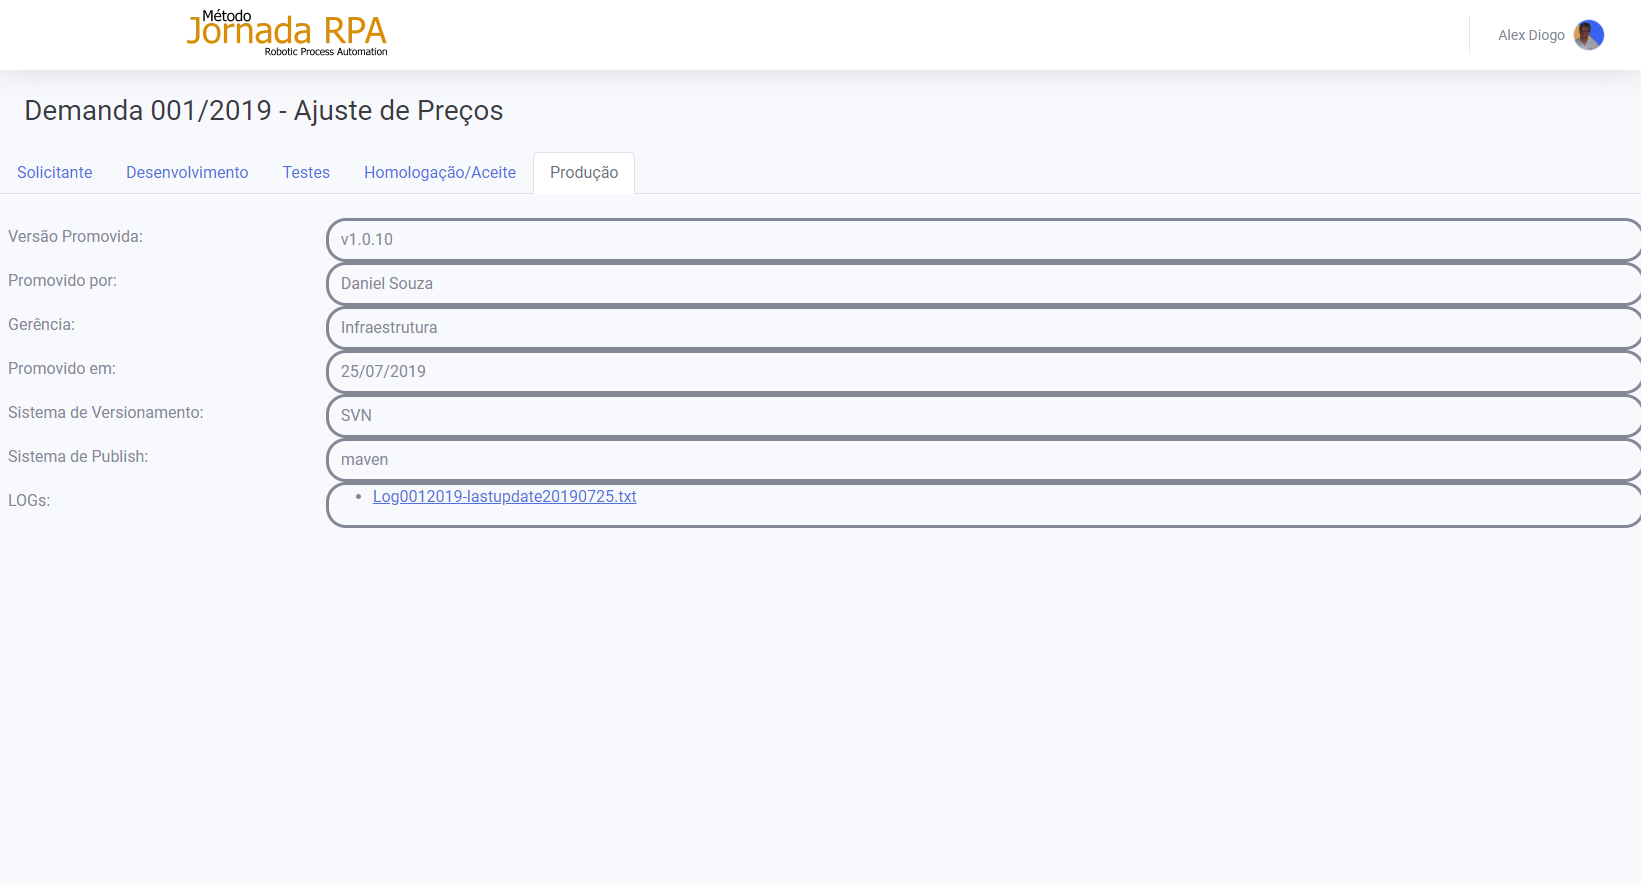 Método
Jornada RPA
Robotic Process Automation
Alex Diogo
Demanda 001/2019 - Ajuste de Preços
Solicitante Desenvolvimento Testes Homologação/Aceite Produção
Versão Promovida: v1.0.10
Promovido por: Daniel Souza
Gerência: Infraestrutura
Promovido em: 25/07/2019
Sistema de Versionamento: SVN
Sistema de Publish: maven
LOGs: • Log0012019-lastupdate20190725.txt